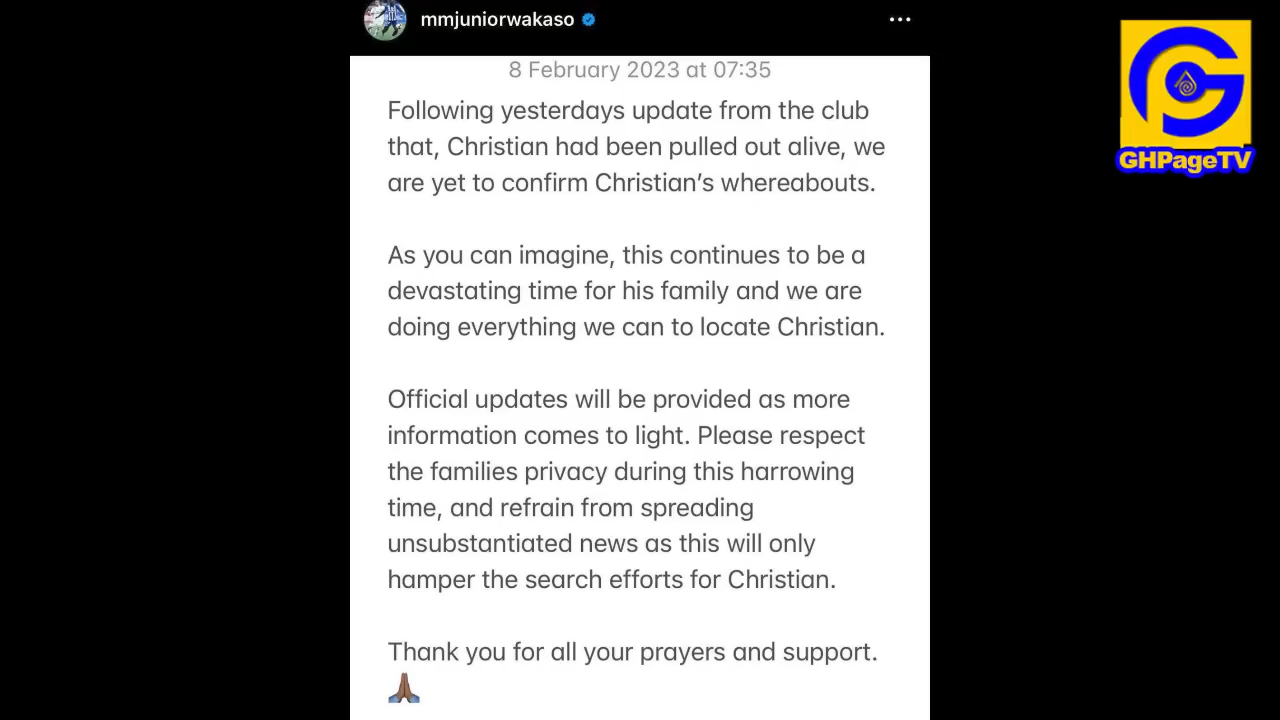 mmjuniorwakaso
GHPageTV
8 February 2023 at 07:35
Following yesterdays update from the club
that, Christian had been pulled out alive, we
are yet to confirm Christian’s whereabouts.
As you can imagine, this continues to be a
devastating time for his family and we are
doing everything we can to locate Christian.
Official updates will be provided as more
information comes to light. Please respect
the families privacy during this harrowing
time, and refrain from spreading
unsubstantiated news as this will only
hamper the search efforts for Christian.
Thank you for all your prayers and support.
🙏🏾